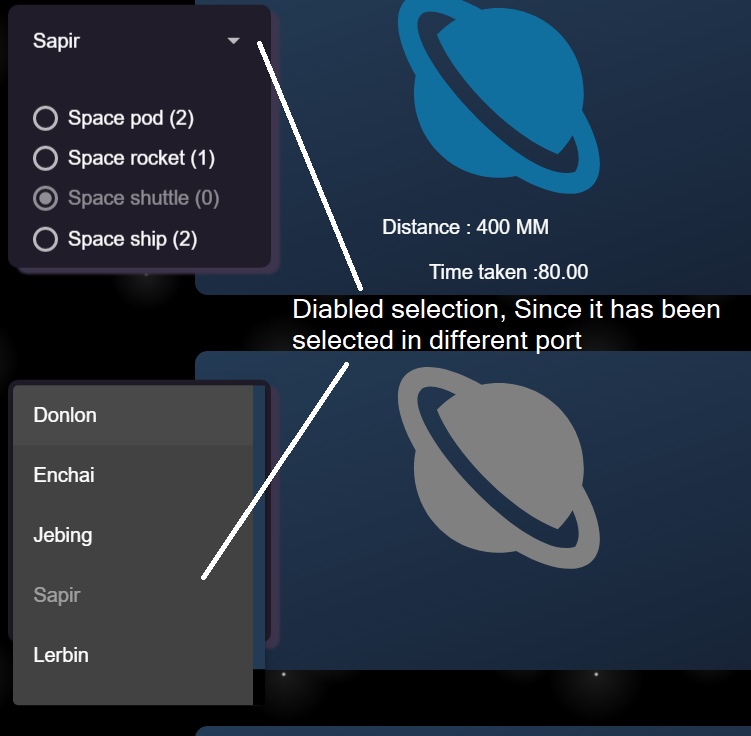 Sapir
Space pod (2)
Space rocket (1)
Space shuttle (0)
Space ship (2)
Distance : 400 MM
Time taken :80.00
Diabled selection, Since it has been
selected in different port
Donlon
Enchai
Jebing
Sapir
Lerbin